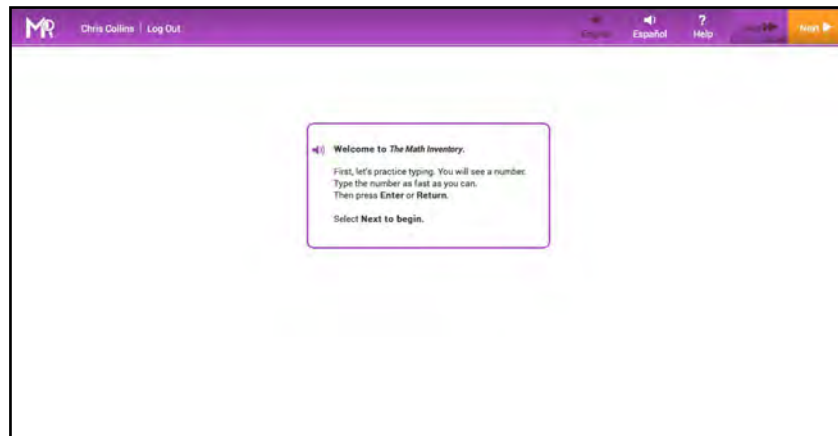 MR Chris Collins | Log Out English Español ? Help Next
Welcome to The Math Inventory.
First, let's practice typing. You will see a number.
Type the number as fast as you can.
Then press Enter or Return.
Select Next to begin.